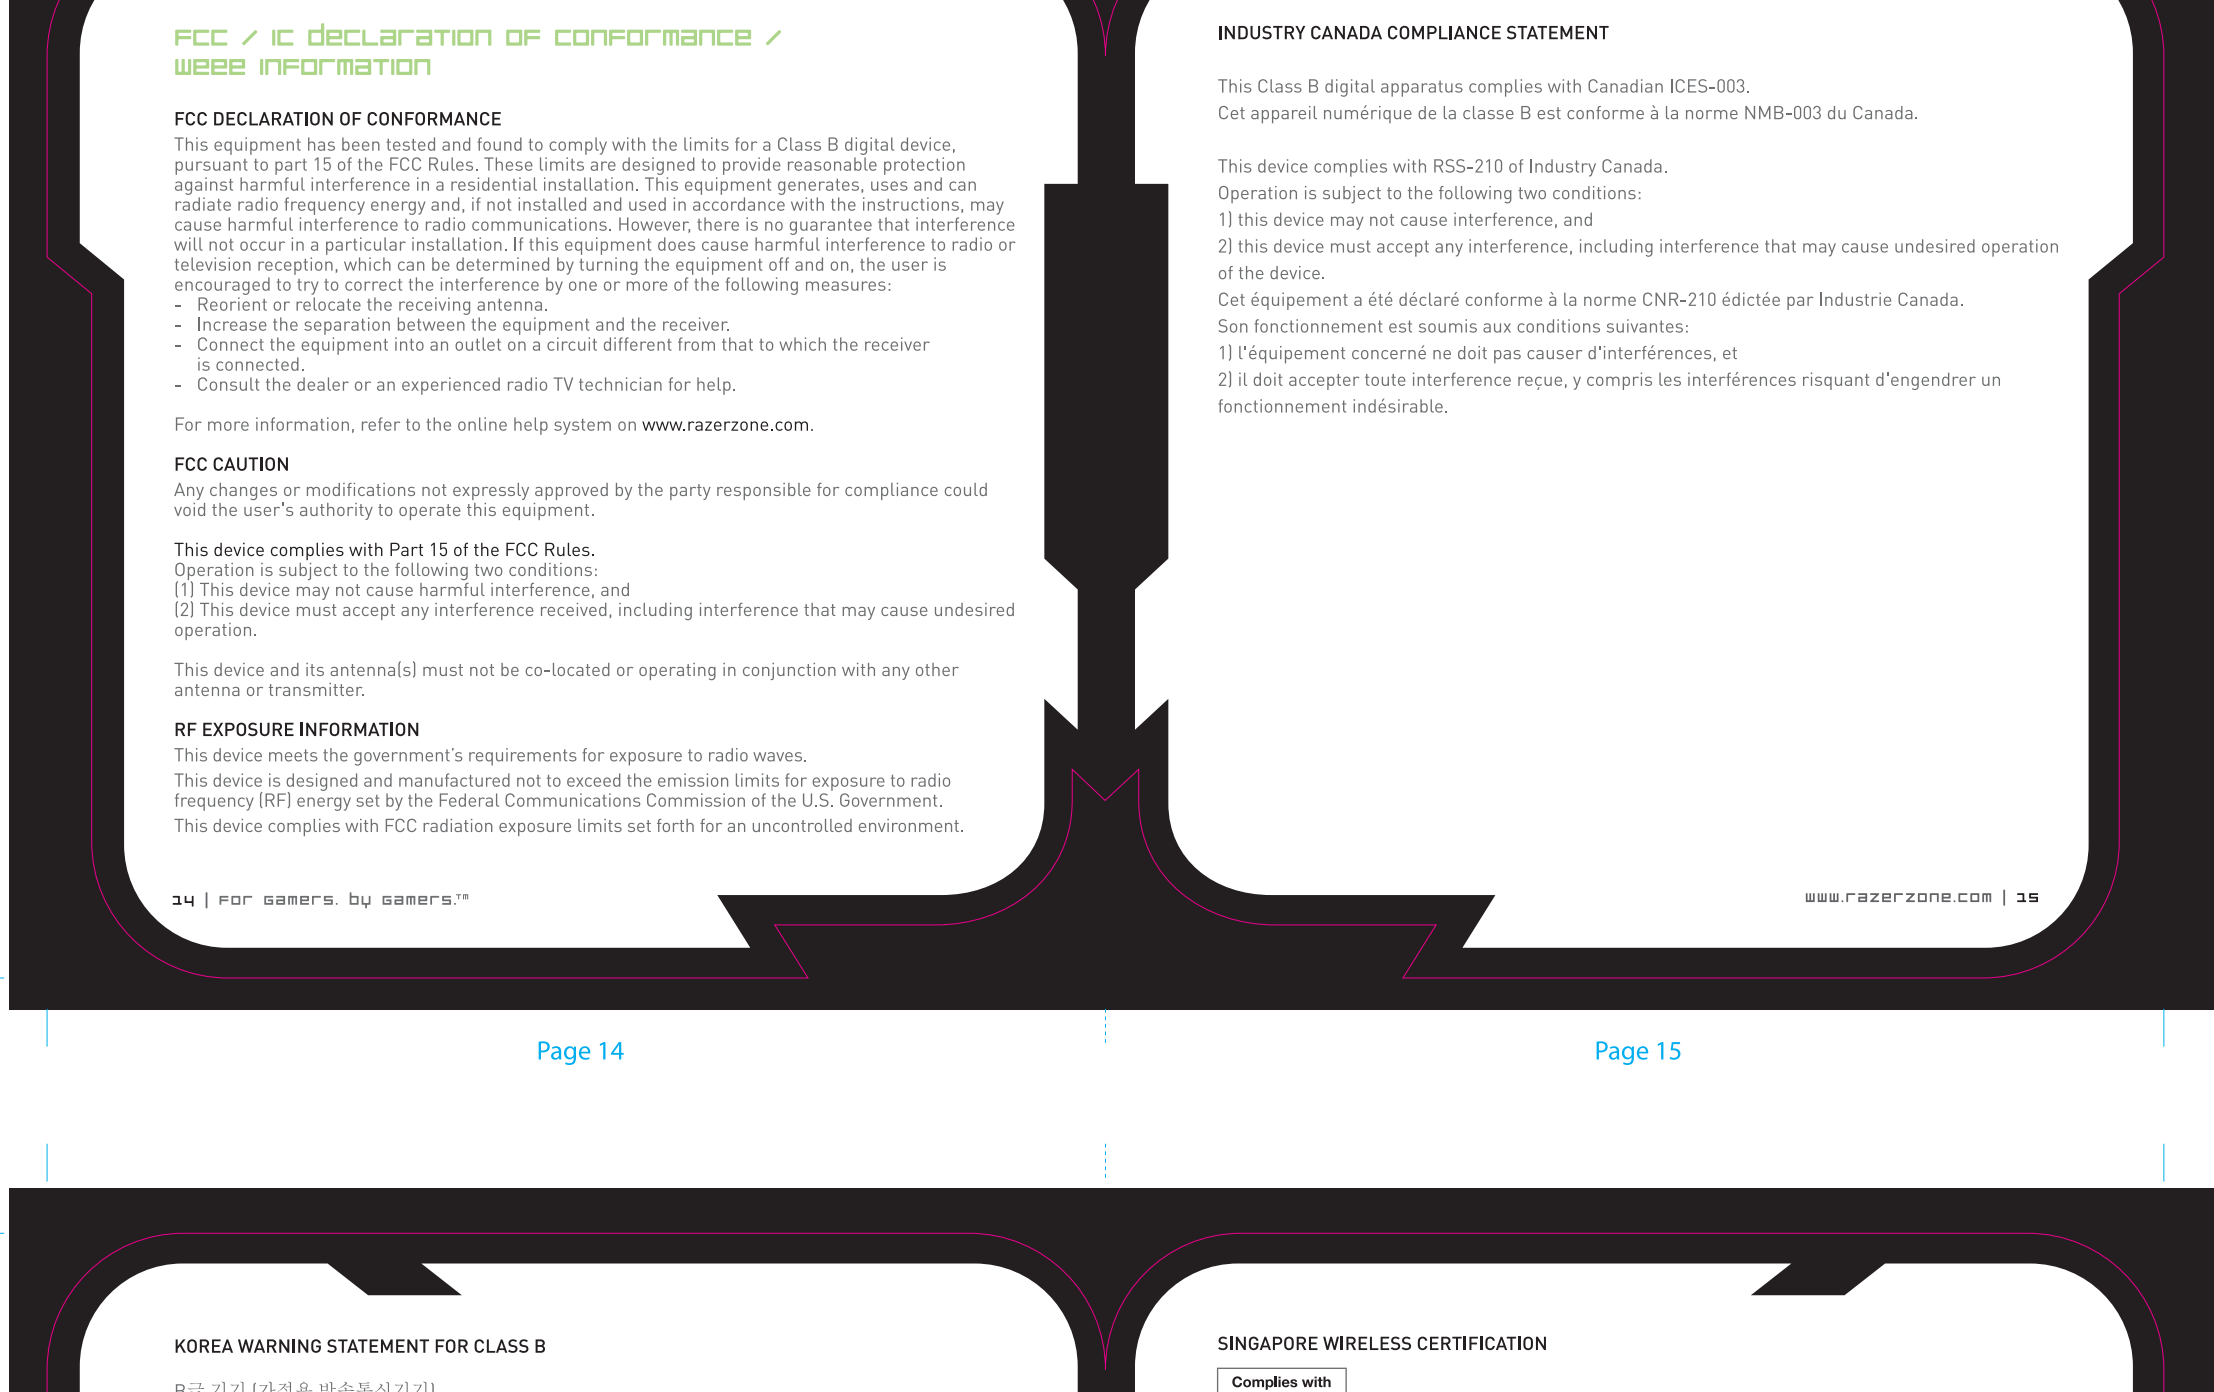 FCC / IC declaration of conformance /
weee information
FCC DECLARATION OF CONFORMANCE
This equipment has been tested and found to comply with the limits for a Class B digital device,
pursuant to part 15 of the FCC Rules. These limits are designed to provide reasonable protection
against harmful interference in a residential installation. This equipment generates, uses and can
radiate radio frequency energy and, if not installed and used in accordance with the instructions, may
cause harmful interference to radio communications. However, there is no guarantee that interference
will not occur in a particular installation. If this equipment does cause harmful interference to radio or
television reception, which can be determined by turning the equipment off and on, the user is
encouraged to try to correct the interference by one or more of the following measures:
- Reorient or relocate the receiving antenna.
- Increase the separation between the equipment and the receiver.
- Connect the equipment into an outlet on a circuit different from that to which the receiver
is connected.
- Consult the dealer or an experienced radio TV technician for help.
For more information, refer to the online help system on www.razerzone.com.
FCC CAUTION
Any changes or modifications not expressly approved by the party responsible for compliance could
void the user's authority to operate this equipment.
This device complies with Part 15 of the FCC Rules.
Operation is subject to the following two conditions:
(1) This device may not cause harmful interference, and
(2) This device must accept any interference received, including interference that may cause undesired
operation.
This device and its antenna(s) must not be co-located or operating in conjunction with any other
antenna or transmitter.
RF EXPOSURE INFORMATION
This device meets the government’s requirements for exposure to radio waves.
This device is designed and manufactured not to exceed the emission limits for exposure to radio
frequency (RF) energy set by the Federal Communications Commission of the U.S. Government.
This device complies with FCC radiation exposure limits set forth for an uncontrolled environment.
14 | For Gamers. by Gamers.™
INDUSTRY CANADA COMPLIANCE STATEMENT
This Class B digital apparatus complies with Canadian ICES-003.
Cet appareil numérique de la classe B est conforme à la norme NMB-003 du Canada.
This device complies with RSS-210 of Industry Canada.
Operation is subject to the following two conditions:
1) this device may not cause interference, and
2) this device must accept any interference, including interference that may cause undesired operation
of the device.
Cet équipement a été déclaré conforme à la norme CNR-210 édictée par Industrie Canada.
Son fonctionnement est soumis aux conditions suivantes:
1) l'équipement concerné ne doit pas causer d'interférences, et
2) il doit accepter toute interference reçue, y compris les interférences risquant d'engendrer un
fonctionnement indésirable.
www.razerzone.com | 15
Page 14
Page 15
KOREA WARNING STATEMENT FOR CLASS B
B급 기기 (가정용 방송통신기기)
SINGAPORE WIRELESS CERTIFICATION
Complies with